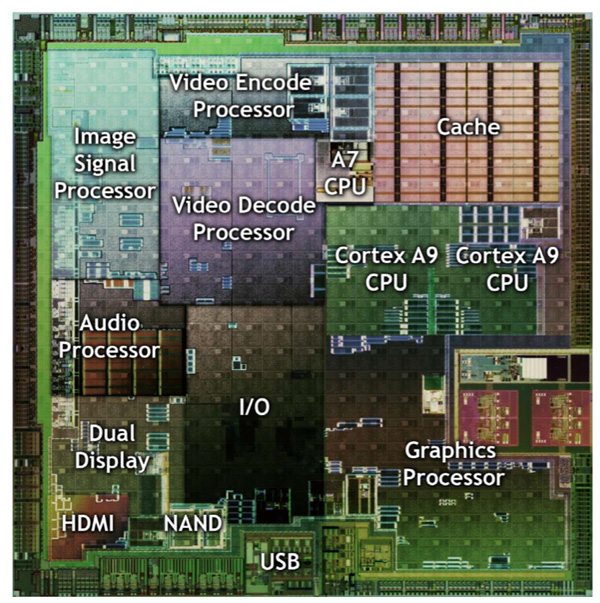 Video Encode
Processor
Cache
Image
Signal
Processor
A7
CPU
Video Decode
Processor
Cortex A9
CPU
Cortex A9
CPU
Audio
Processor
I/O
Dual
Display
Graphics
Processor
HDMI
NAND
USB